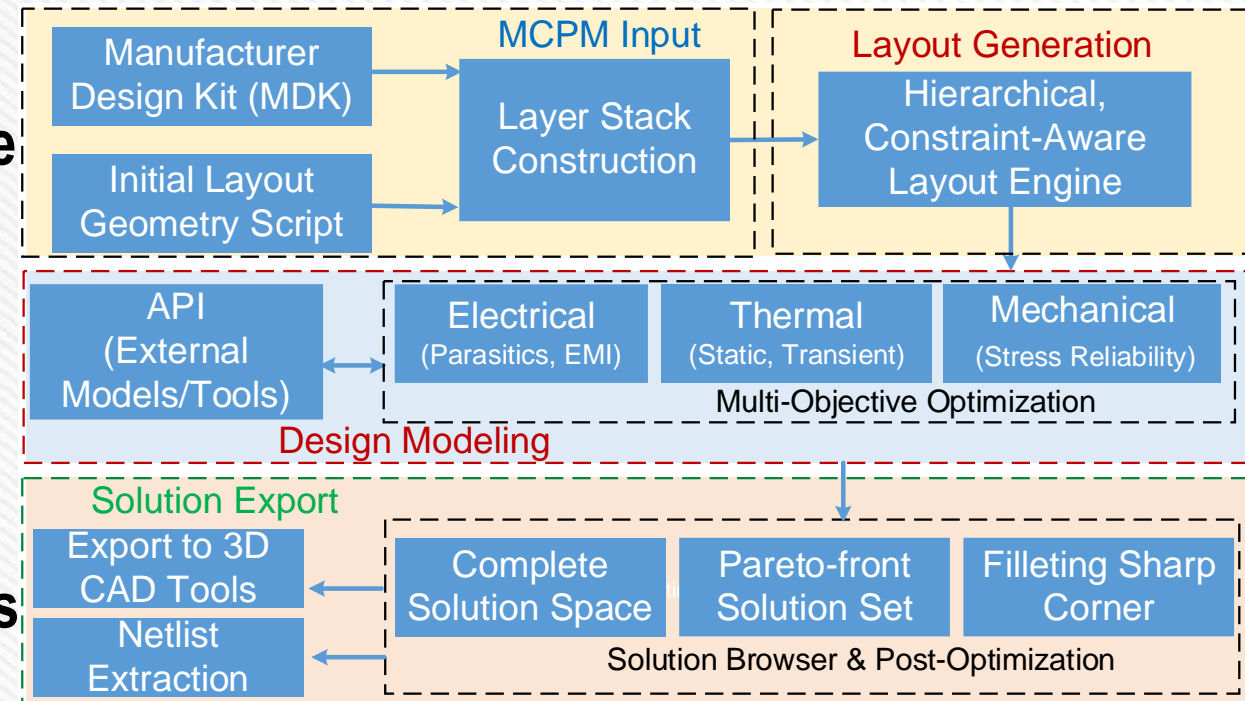 MCPM Input
Manufacturer
Design Kit (MDK)
Initial Layout
Geometry Script
Layer Stack
Construction
Layout Generation
Hierarchical,
Constraint-Aware
Layout Engine
e
API
(External
Models/Tools)
Electrical
(Parasitics, EMI)
Thermal
(Static, Transient)
Mechanical
(Stress Reliability)
Multi-Objective Optimization
Design Modeling
Solution Export
Export to 3D
CAD Tools
Netlist
Extraction
s
Complete
Solution Space
Pareto-front
Solution Set
Filleting Sharp
Corner
Solution Browser & Post-Optimization